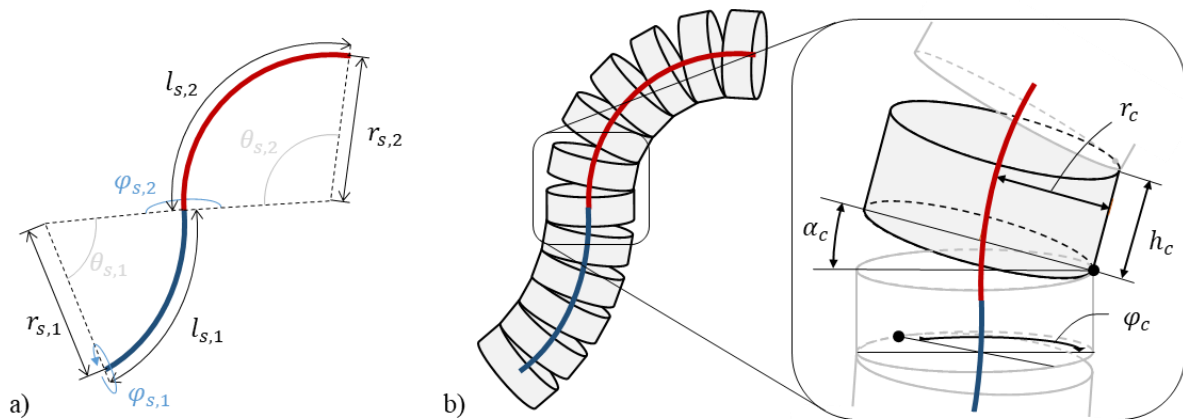 l_{s,2}
θ_{s,2}
r_{s,2}
φ_{s,2}
θ_{s,1}
r_{s,1}
l_{s,1}
φ_{s,1}
a)
b)
r_c
α_c
h_c
φ_c